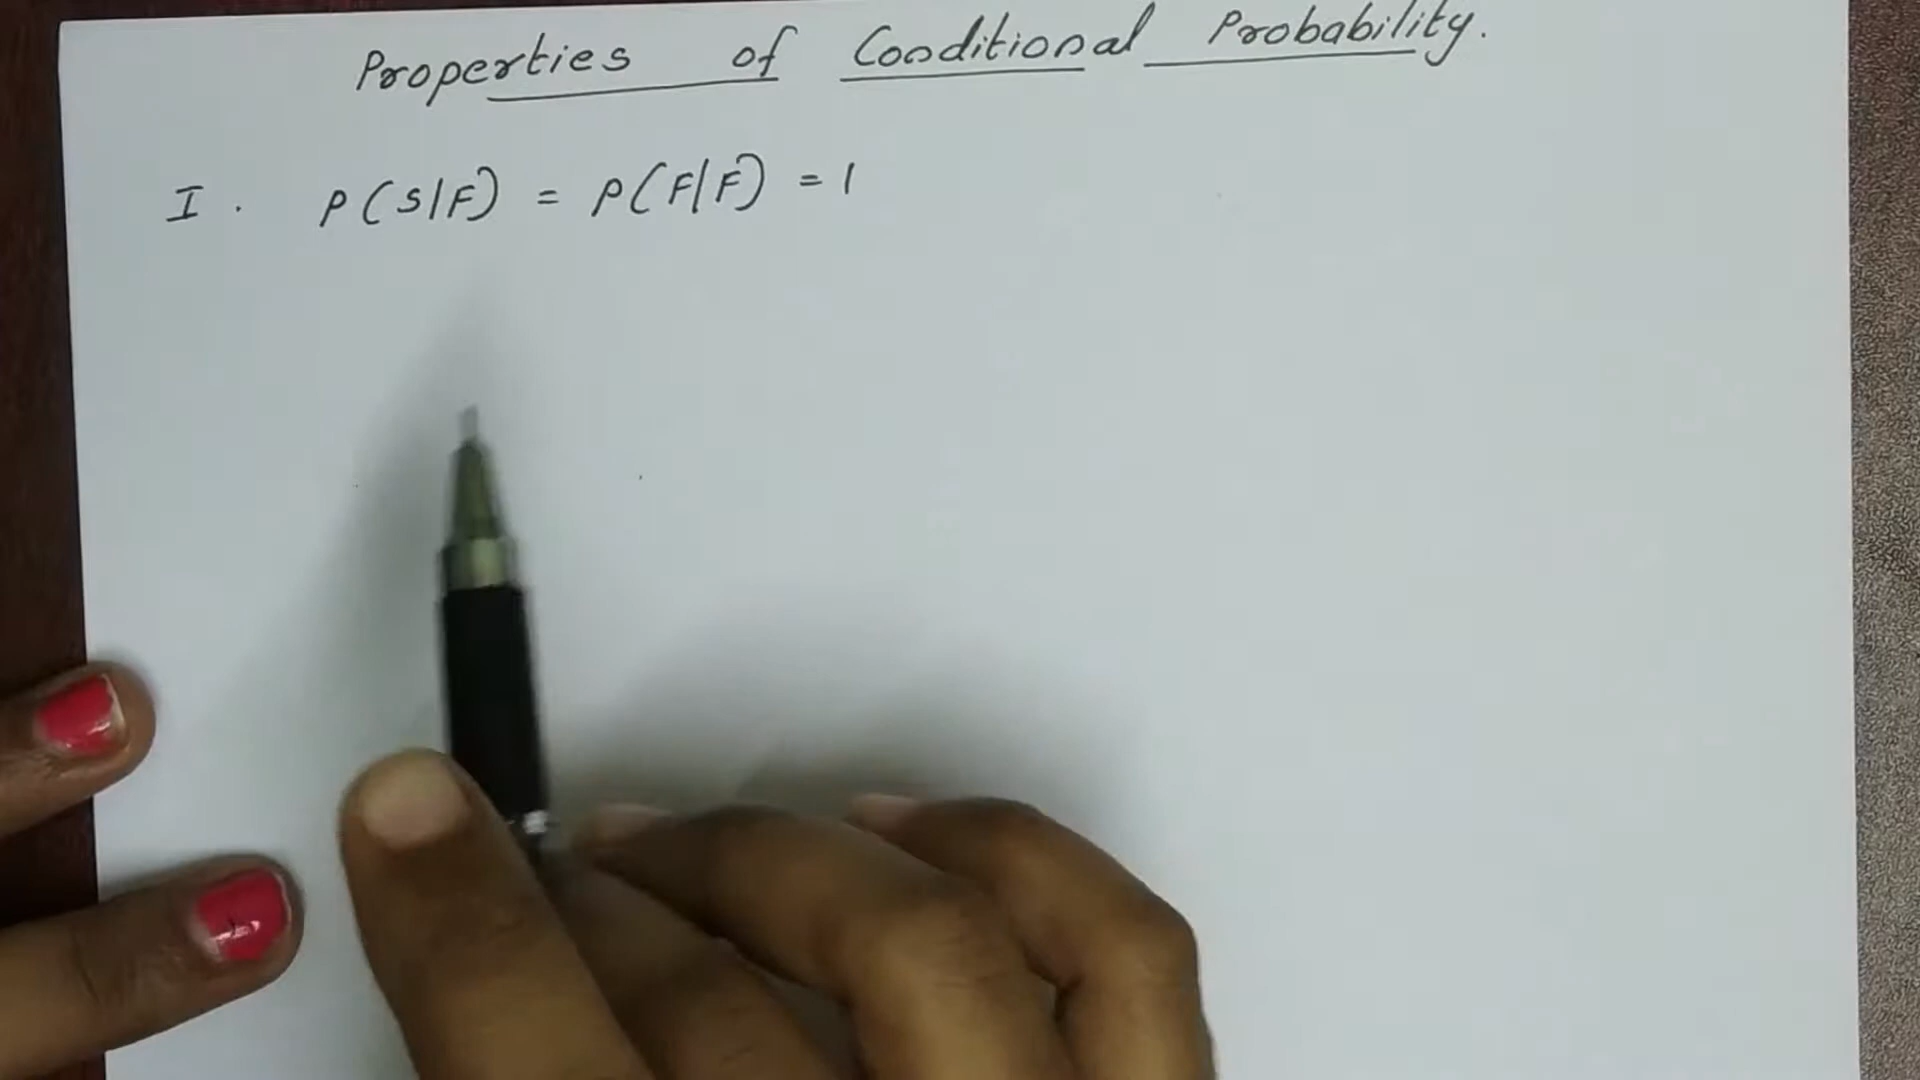 Properties of Conditional Probability.
I. P(S/F) = P(F/F) = 1